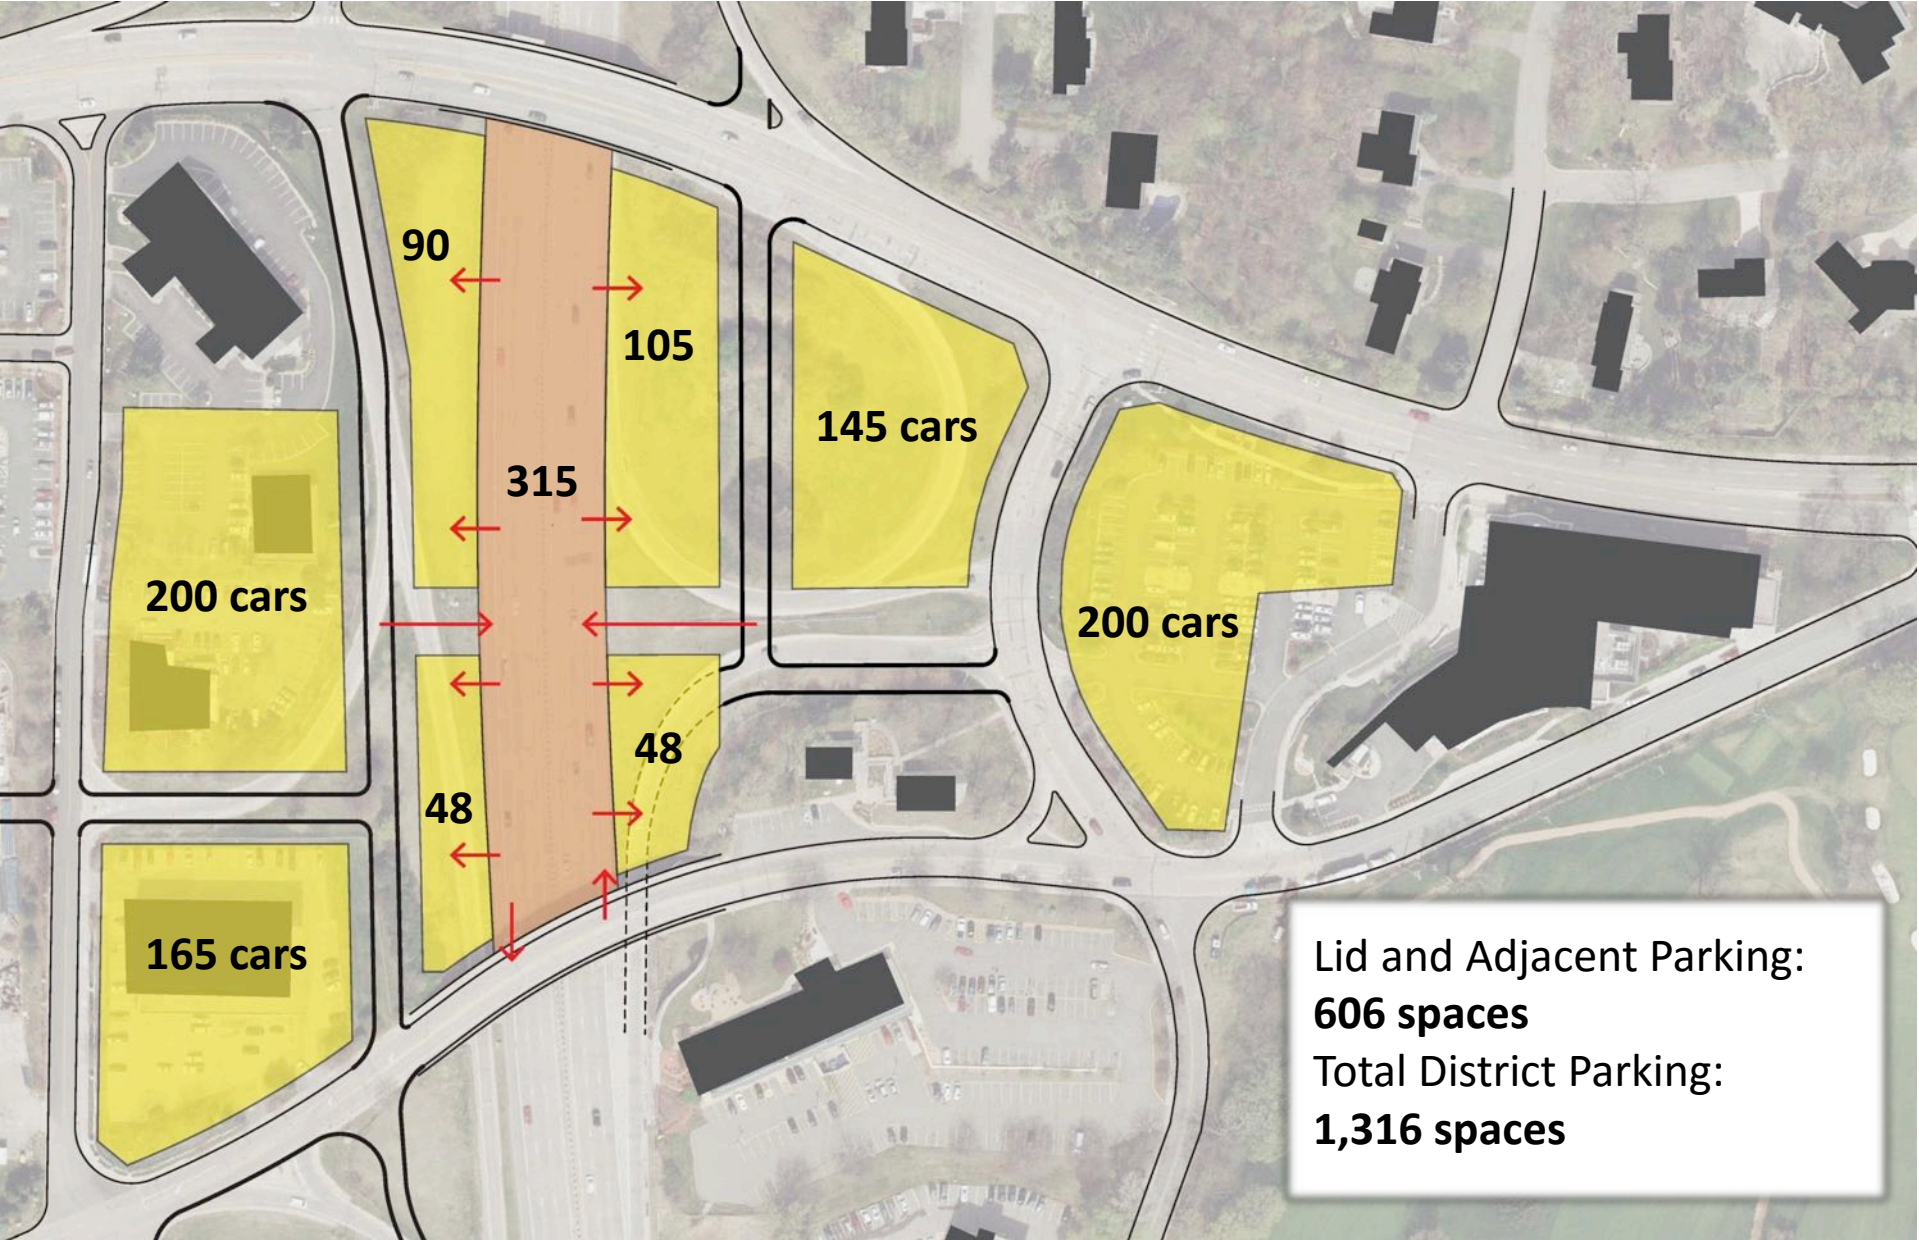 90
105
145 cars
315
200 cars
200 cars
48
48
165 cars
Lid and Adjacent Parking:
606 spaces
Total District Parking:
1,316 spaces